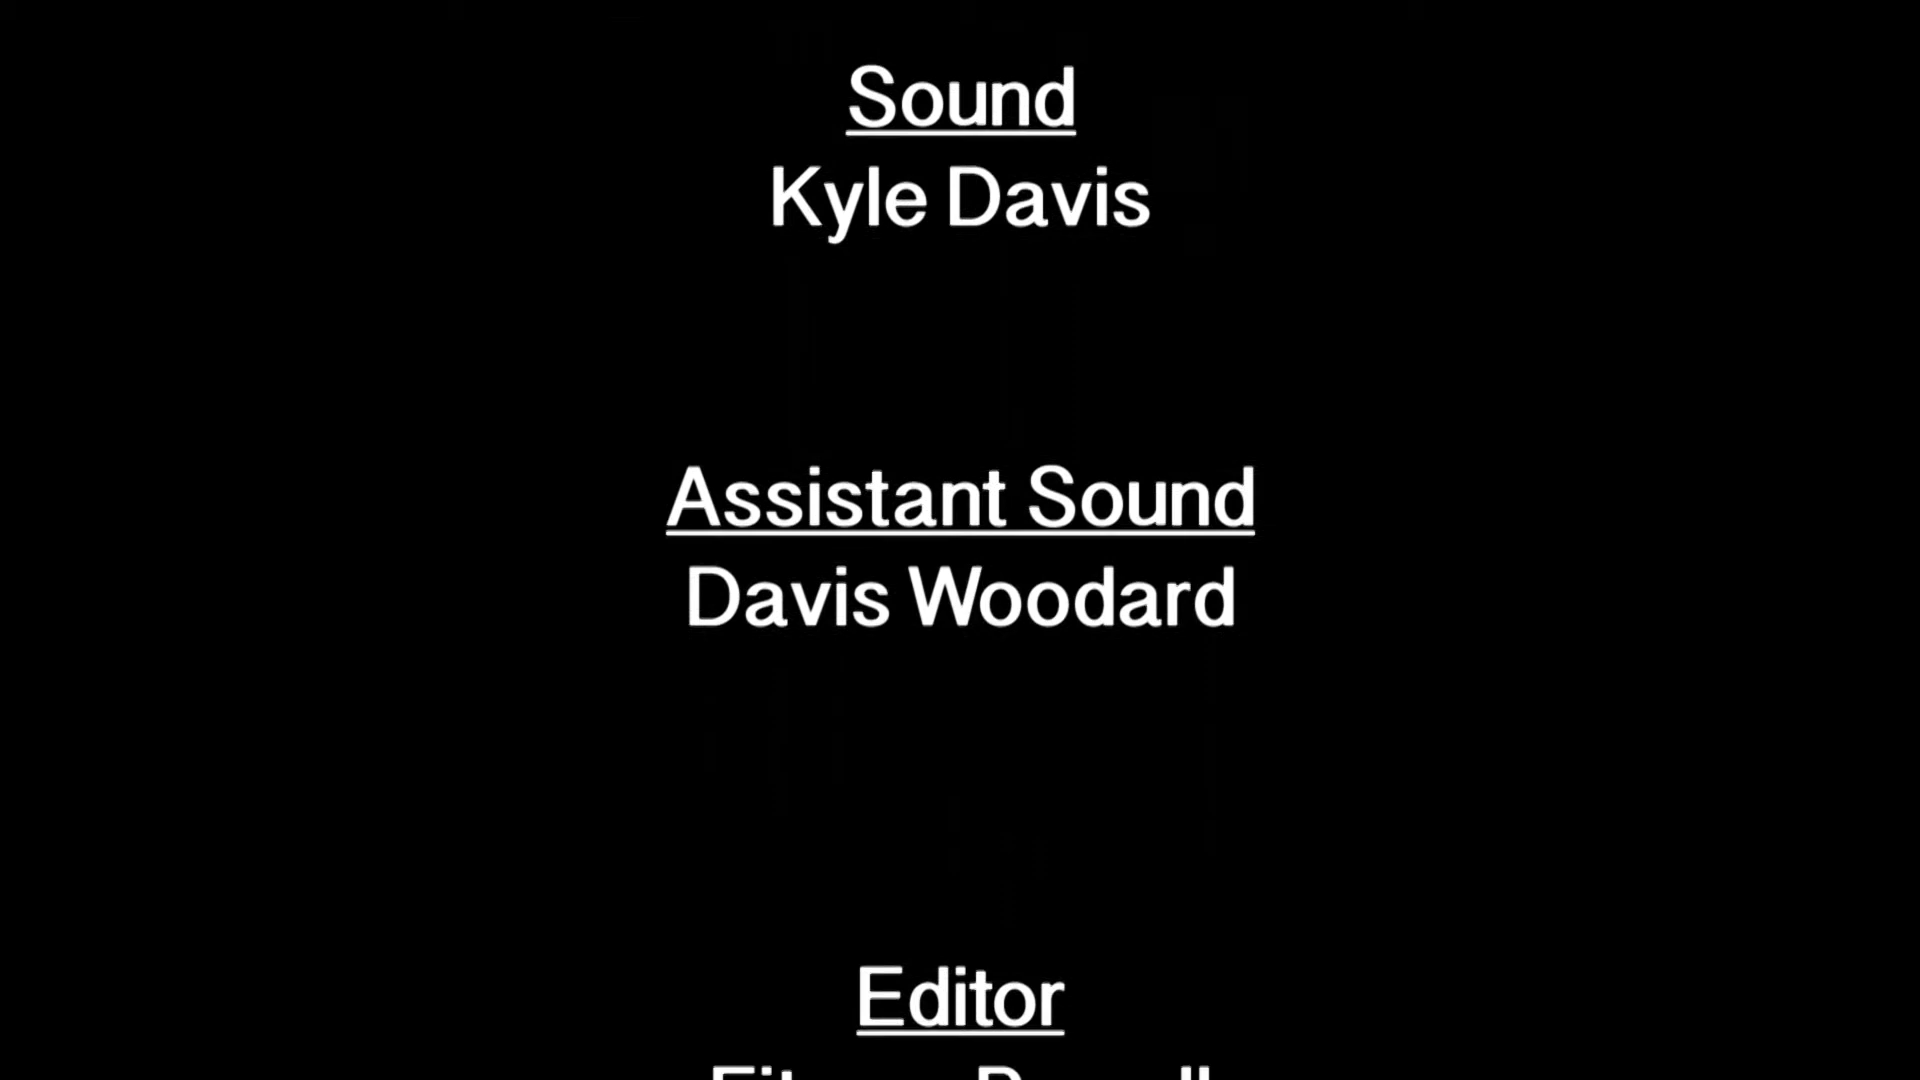 Sound
Kyle Davis
Assistant Sound
Davis Woodard
Editor